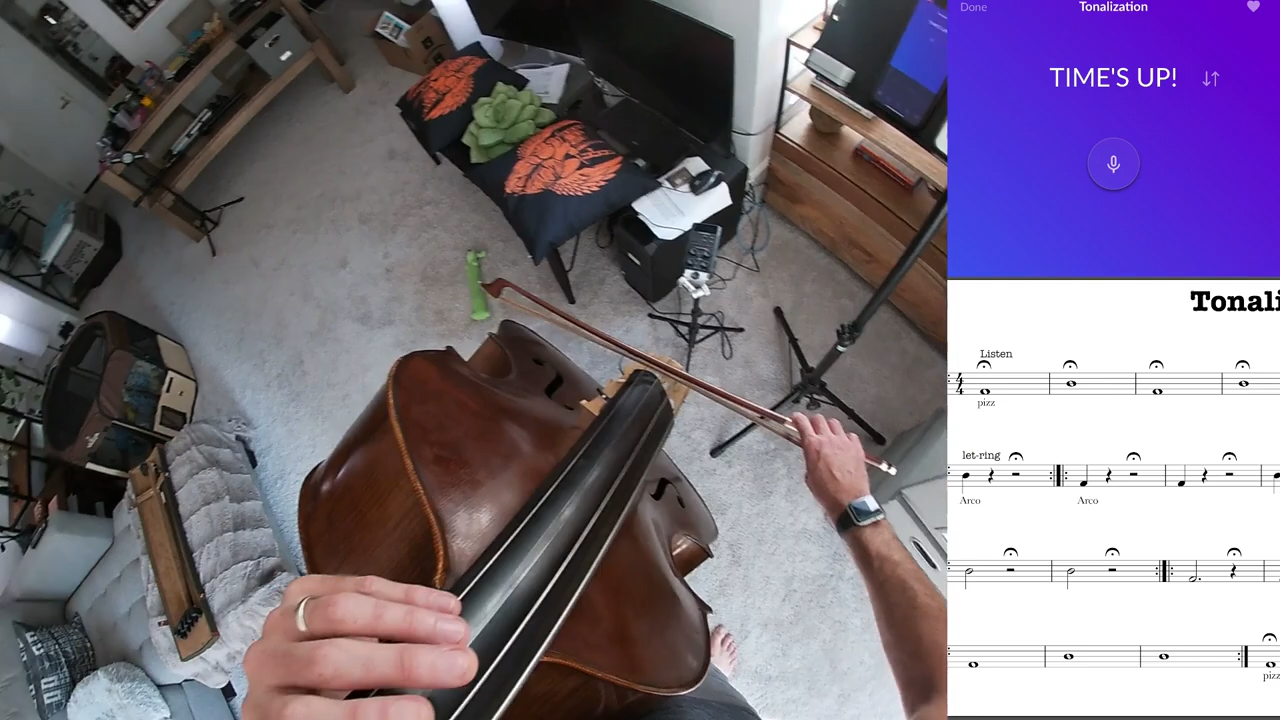 Done
Tonalization
TIME'S UP!
Tonali
Listen
pizz
let-ring
Arco
Arco
pizz